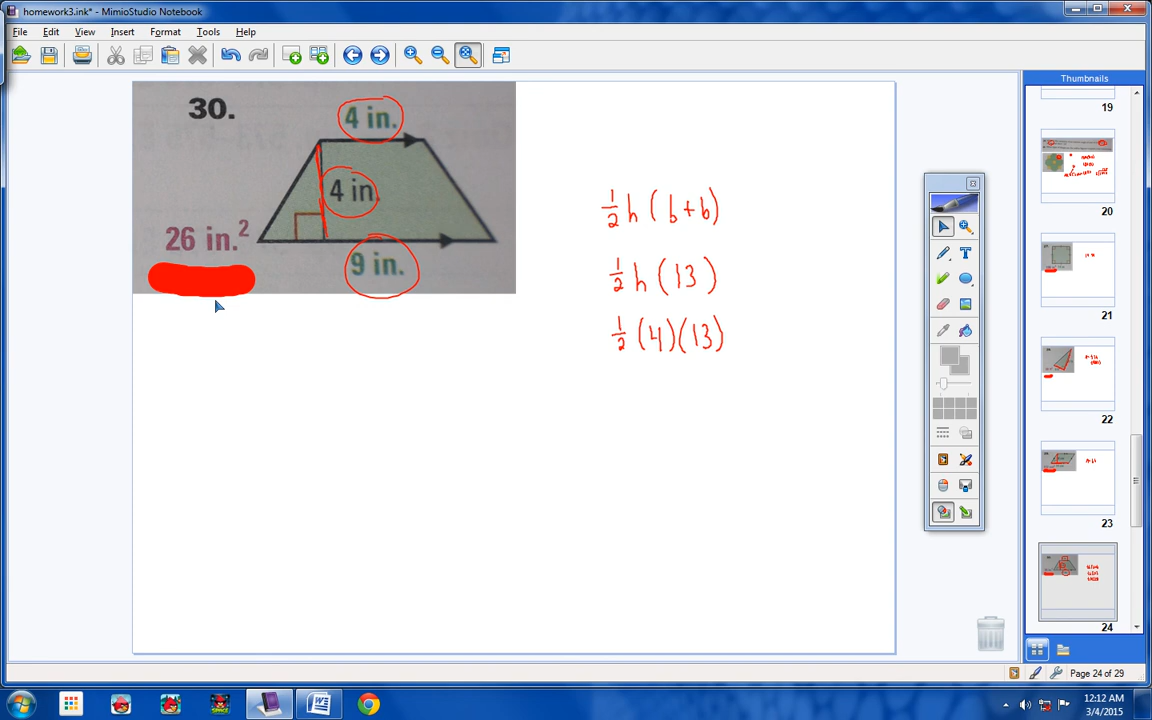 homework3.ink* - MimioStudio Notebook
File Edit View Insert Format Tools Help
Thumbnails
30.
4 in.
4 in.
26 in.²
9 in.
½ h ( b + b )
½ h ( 13 )
½ (4)(13)
19
20
21
22
23
24
Page 24 of 29
12:12 AM
3/4/2015